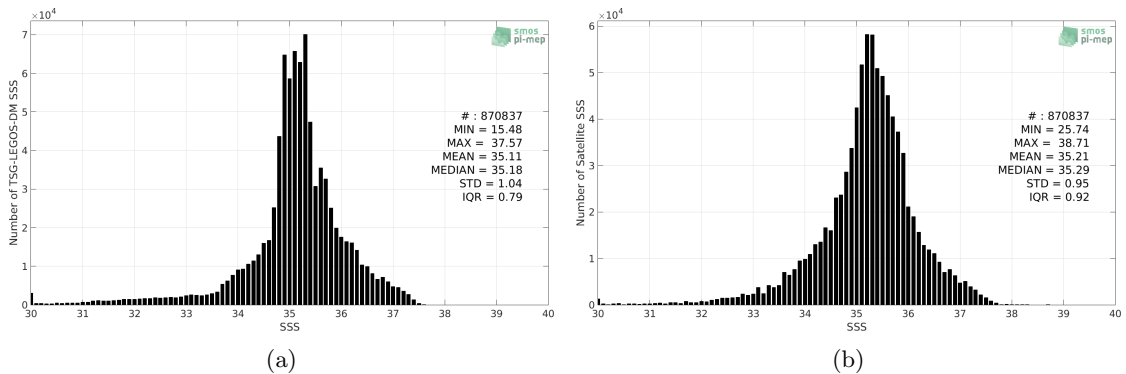 ×10⁴
7
6
5
4
3
2
1
0
Number of TSG-LEGOS-DM SSS
smos
pi-mep
# : 870837
MIN = 15.48
MAX = 37.57
MEAN = 35.11
MEDIAN = 35.18
STD = 1.04
IQR = 0.79
30 31 32 33 34 35 36 37 38 39 40
SSS
(a)
×10⁴
6
5
4
3
2
1
0
Number of Satellite SSS
smos
pi-mep
# : 870837
MIN = 25.74
MAX = 38.71
MEAN = 35.21
MEDIAN = 35.29
STD = 0.95
IQR = 0.92
30 31 32 33 34 35 36 37 38 39 40
SSS
(b)